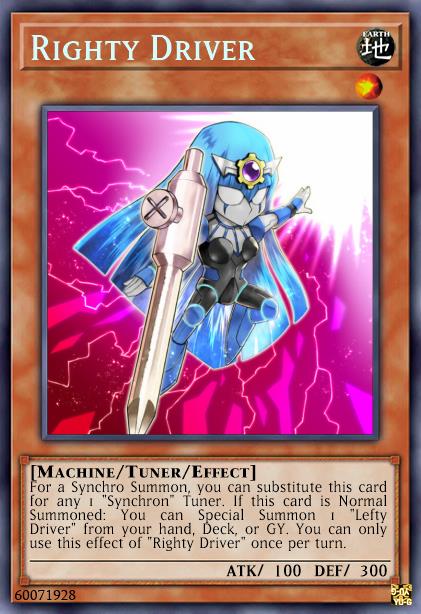 Righty Driver
EARTH
地
[Machine/Tuner/Effect]
For a Synchro Summon, you can substitute this card
for any 1 "Synchron" Tuner. If this card is Normal
Summoned: You can Special Summon 1 "Lefty
Driver" from your hand, Deck, or GY. You can only
use this effect of "Righty Driver" once per turn.
ATK/ 100 DEF/ 300
60071928